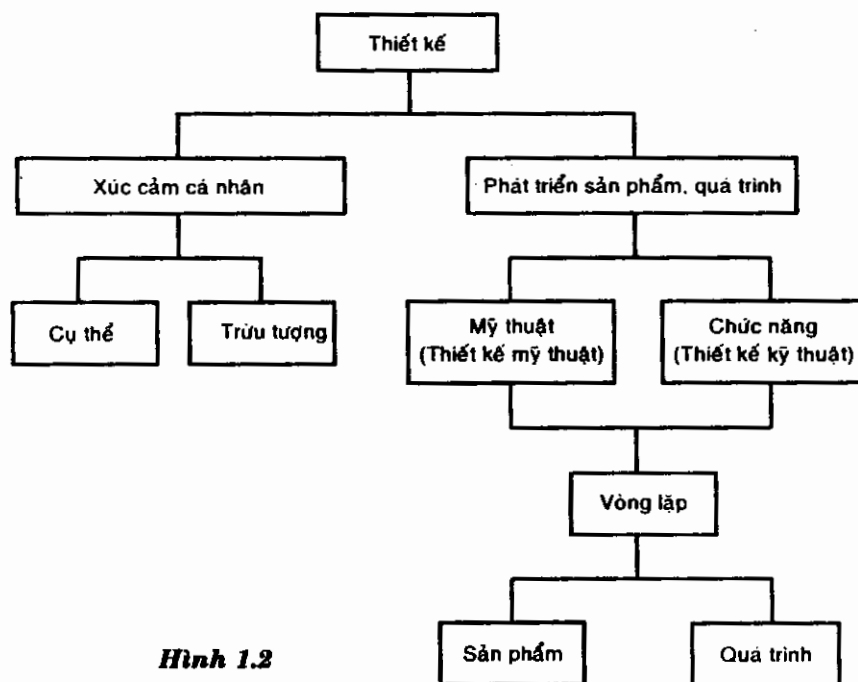 Thiết kế
Xúc cảm cá nhân
Phát triển sản phẩm, quá trình
Cụ thể
Trừu tượng
Mỹ thuật
(Thiết kế mỹ thuật)
Chức năng
(Thiết kế kỹ thuật)
Vòng lặp
Sản phẩm
Quá trình
Hình 1.2